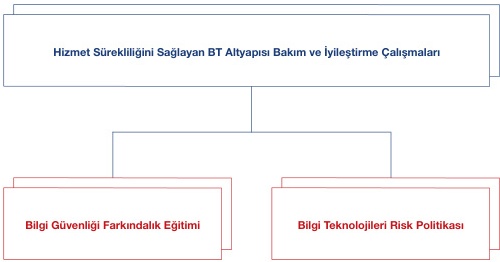 Hizmet Sürekliliğini Sağlayan BT Altyapısı Bakım ve İyileştirme Çalışmaları
Bilgi Güvenliği Farkındalık Eğitimi
Bilgi Teknolojileri Risk Politikası